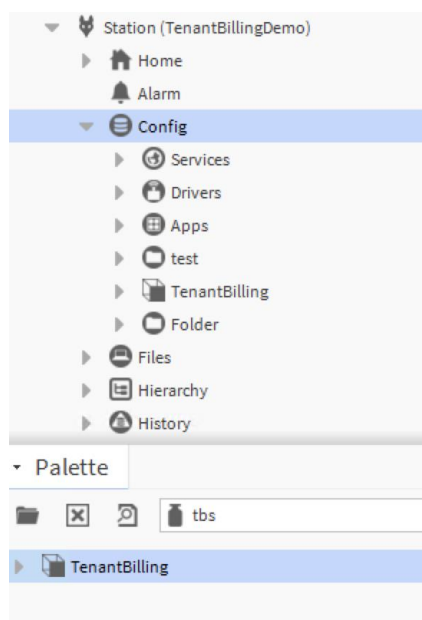 Station (TenantBillingDemo)
Home
Alarm
Config
Services
Drivers
Apps
test
TenantBilling
Folder
Files
Hierarchy
History
Palette
tbs
TenantBilling